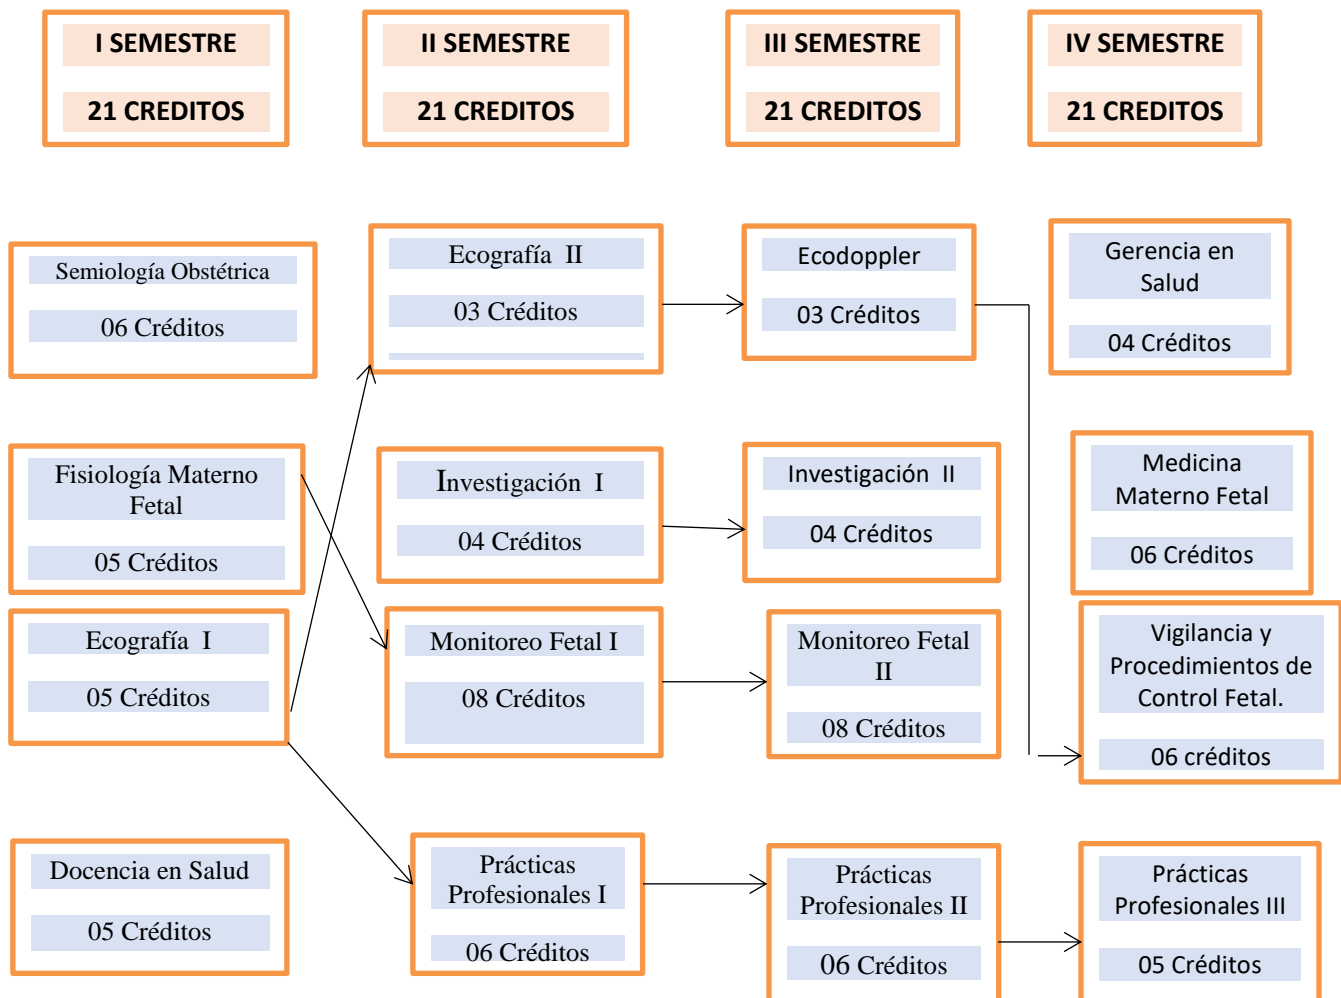 I SEMESTRE
21 CREDITOS
II SEMESTRE
21 CREDITOS
III SEMESTRE
21 CREDITOS
IV SEMESTRE
21 CREDITOS
Semiología Obstétrica
06 Créditos
Ecografía II
03 Créditos
Ecodoppler
03 Créditos
Gerencia en
Salud
04 Créditos
Fisiología Materno
Fetal
05 Créditos
Investigación I
04 Créditos
Investigación II
04 Créditos
Medicina
Materno Fetal
06 Créditos
Ecografía I
05 Créditos
Monitoreo Fetal I
08 Créditos
Monitoreo Fetal
II
08 Créditos
Vigilancia y
Procedimientos de
Control Fetal.
06 créditos
Docencia en Salud
05 Créditos
Prácticas
Profesionales I
06 Créditos
Prácticas
Profesionales II
06 Créditos
Prácticas
Profesionales III
05 Créditos